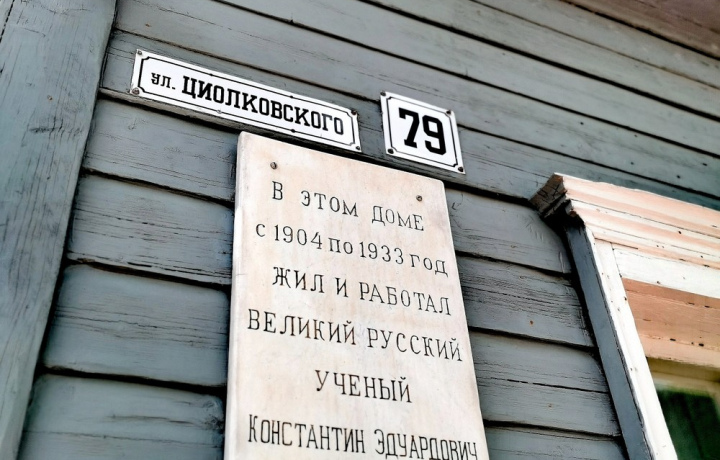 ул. ЦИОЛКОВСКОГО
79
В ЭТОМ ДОМЕ
с 1904 по 1933 год
ЖИЛ И РАБОТАЛ
ВЕЛИКИЙ РУССКИЙ
УЧЕНЫЙ
КОНСТАНТИН ЭДУАРДОВИЧ